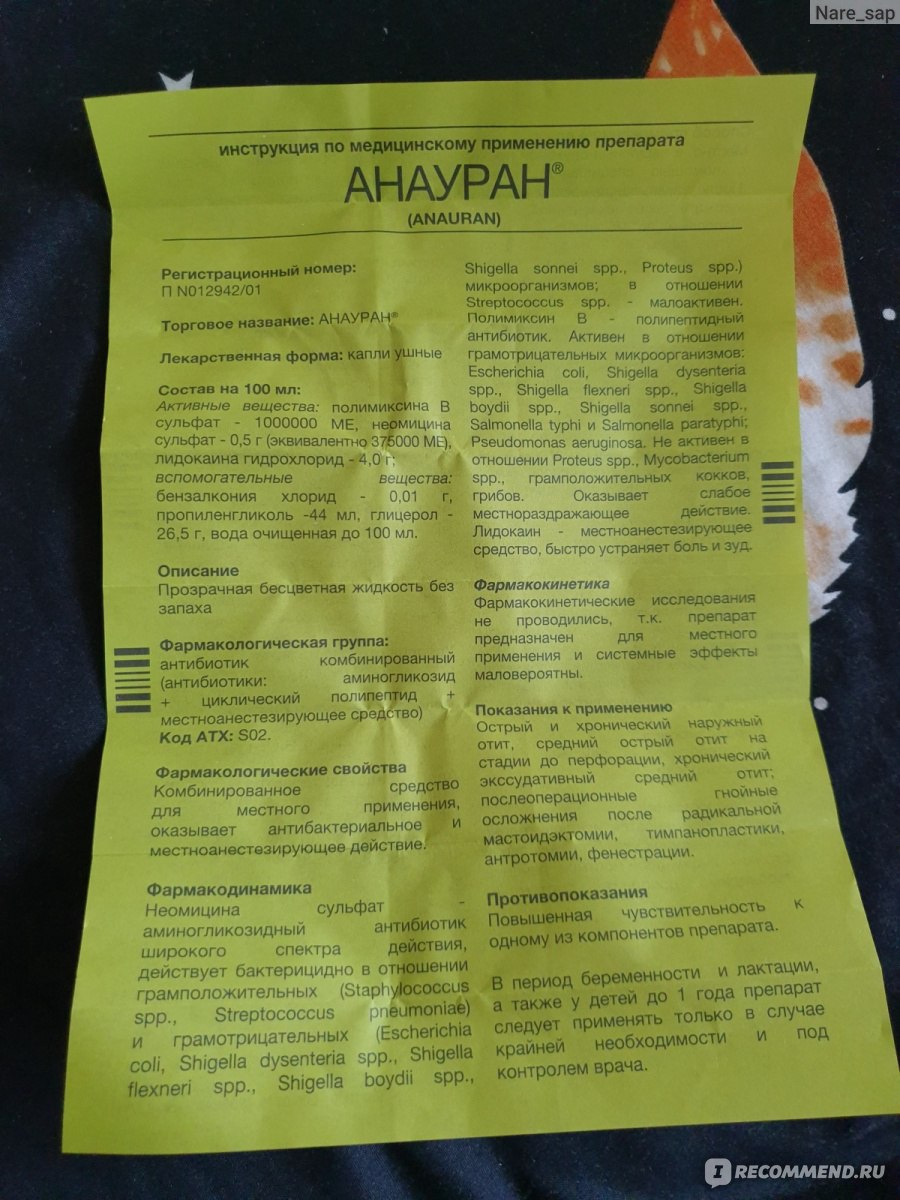 Nare_sap
инструкция по медицинскому применению препарата
АНАУРАН®
(ANAURAN)
Регистрационный номер:
П N012942/01
Торговое название: АНАУРАН®
Лекарственная форма: капли ушные
Состав на 100 мл:
Активные вещества: полимиксина В
сульфат - 1000000 МЕ, неомицина
сульфат - 0,5 г (эквивалентно 375000 МЕ),
лидокаина гидрохлорид - 4,0 г;
вспомогательные вещества:
бензалкония хлорид - 0,01 г,
пропиленгликоль -44 мл, глицерол -
26,5 г, вода очищенная до 100 мл.
Описание
Прозрачная бесцветная жидкость без
запаха
Фармакологическая группа:
антибиотик комбинированный
(антибиотики: аминогликозид
+ циклический полипептид +
местноанестезирующее средство)
Код АТХ: S02.
Фармакологические свойства
Комбинированное средство
для местного применения,
оказывает антибактериальное и
местноанестезирующее действие.
Фармакодинамика
Неомицина сульфат -
аминогликозидный антибиотик
широкого спектра действия,
действует бактерицидно в отношении
грамположительных (Staphylococcus
spp., Streptococcus pneumoniae)
и грамотрицательных (Escherichia
coli, Shigella dysenteria spp., Shigella
flexneri spp., Shigella boydii spp.,
Shigella sonnei spp., Proteus spp.)
микроорганизмов; в отношении
Streptococcus spp. - малоактивен.
Полимиксин В - полипептидный
антибиотик. Активен в отношении
грамотрицательных микроорганизмов:
Escherichia coli, Shigella dysenteria
spp., Shigella flexneri spp., Shigella
boydii spp., Shigella sonnei spp.,
Salmonella typhi и Salmonella paratyphi;
Pseudomonas aeruginosa. Не активен в
отношении Proteus spp., Mycobacterium
spp., грамположительных кокков,
грибов. Оказывает слабое
местнораздражающее действие.
Лидокаин - местноанестезирующее
средство, быстро устраняет боль и зуд.
Фармакокинетика
Фармакокинетические исследования
не проводились, т.к. препарат
предназначен для местного
применения и системные эффекты
маловероятны.
Показания к применению
Острый и хронический наружный
отит, средний острый отит на
стадии до перфорации, хронический
экссудативный средний отит;
послеоперационные гнойные
осложнения после радикальной
мастоидэктомии, тимпанопластики,
антротомии, фенестрации.
Противопоказания
Повышенная чувствительность к
одному из компонентов препарата.
В период беременности и лактации,
а также у детей до 1 года препарат
следует применять только в случае
крайней необходимости и под
контролем врача.
IRECOMMEND.RU